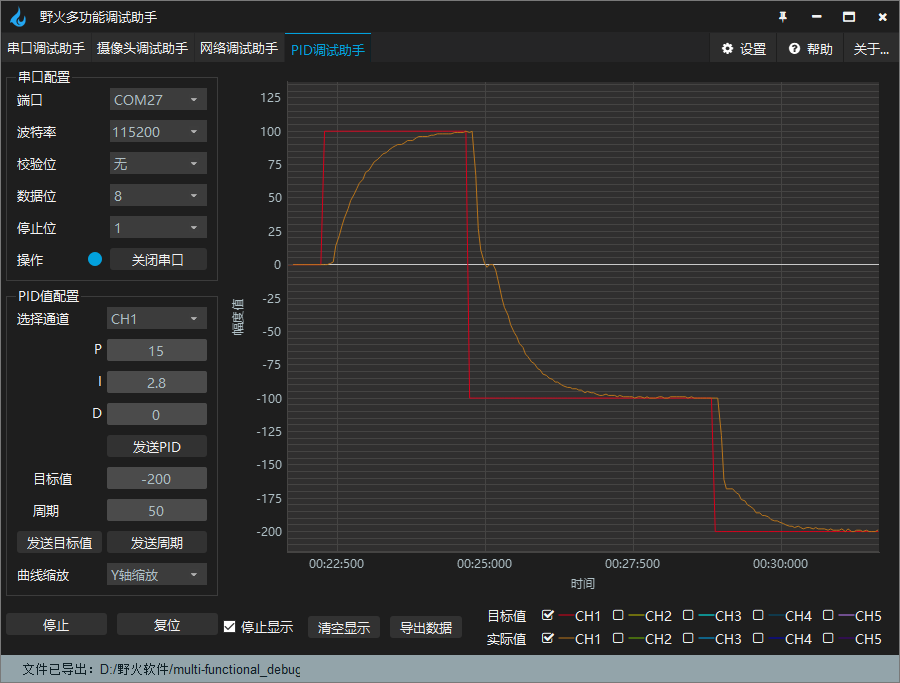 野火多功能调试助手
串口调试助手 摄像头调试助手 网络调试助手 PID调试助手 设置 帮助 关于...
串口配置
端口 COM27
波特率 115200
校验位 无
数据位 8
停止位 1
操作 关闭串口
PID值配置
选择通道 CH1
P 15
I 2.8
D 0
发送PID
目标值 -200
周期 50
发送目标值 发送周期
曲线缩放 Y轴缩放
停止 复位 停止显示 清空显示 导出数据
幅度值
125
100
75
50
25
0
-25
-50
-75
-100
-125
-150
-175
-200
00:22:500 00:25:000 00:27:500 00:30:000
时间
目标值 CH1 CH2 CH3 CH4 CH5
实际值 CH1 CH2 CH3 CH4 CH5
文件已导出：D:/野火软件/multi-functional_debug